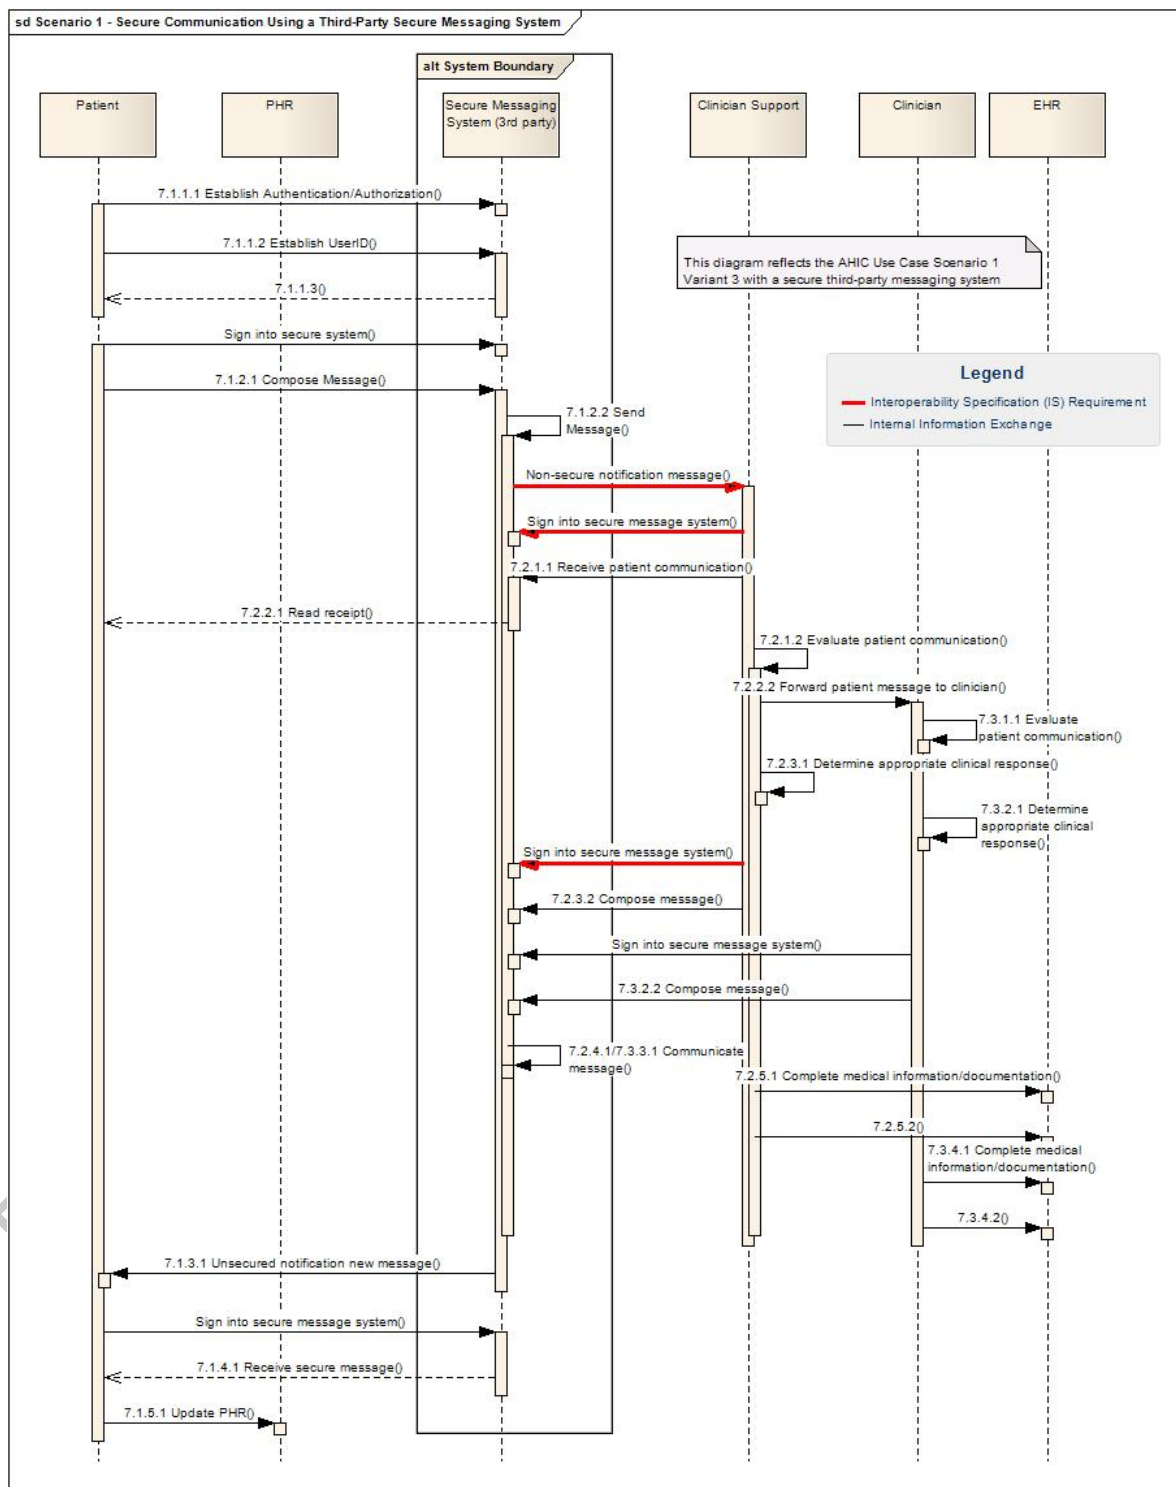 sd Scenario 1 - Secure Communication Using a Third-Party Secure Messaging System
alt System Boundary
Patient
PHR
Secure Messaging
System (3rd party)
Clinician Support
Clinician
EHR
7.1.1.1 Establish Authentication/Authorization()
7.1.1.2 Establish UserID()
This diagram reflects the AHIC Use Case Scenario 1
Variant 3 with a secure third-party messaging system
7.1.1.3()
Sign into secure system()
Legend
Interoperability Specification (IS) Requirement
Internal Information Exchange
7.1.2.1 Compose Message()
7.1.2.2 Send
Message()
Non-secure notification message()
Sign into secure message system()
7.2.1.1 Receive patient communication()
7.2.2.1 Read receipt()
7.2.1.2 Evaluate patient communication()
7.2.2.2 Forward patient message to clinician()
7.3.1.1 Evaluate
patient communication()
7.2.3.1 Determine appropriate clinical response()
7.3.2.1 Determine
appropriate clinical
response()
Sign into secure message system()
7.2.3.2 Compose message()
Sign into secure message system()
7.3.2.2 Compose message()
7.2.4.1/7.3.3.1 Communicate
message()
7.2.5.1 Complete medical information/documentation()
7.2.5.2()
7.3.4.1 Complete medical
information/documentation()
7.3.4.2()
7.1.3.1 Unsecured notification new message()
Sign into secure message system()
7.1.4.1 Receive secure message()
7.1.5.1 Update PHR()